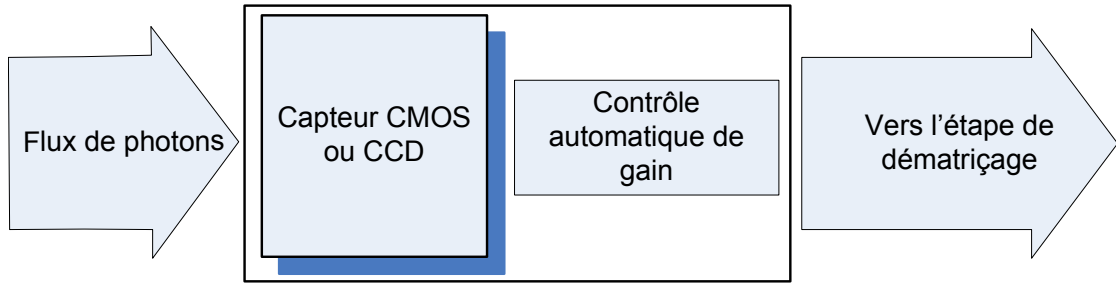 Flux de photons
Capteur CMOS
ou CCD
Contrôle
automatique de
gain
Vers l'étape de
dématriçage